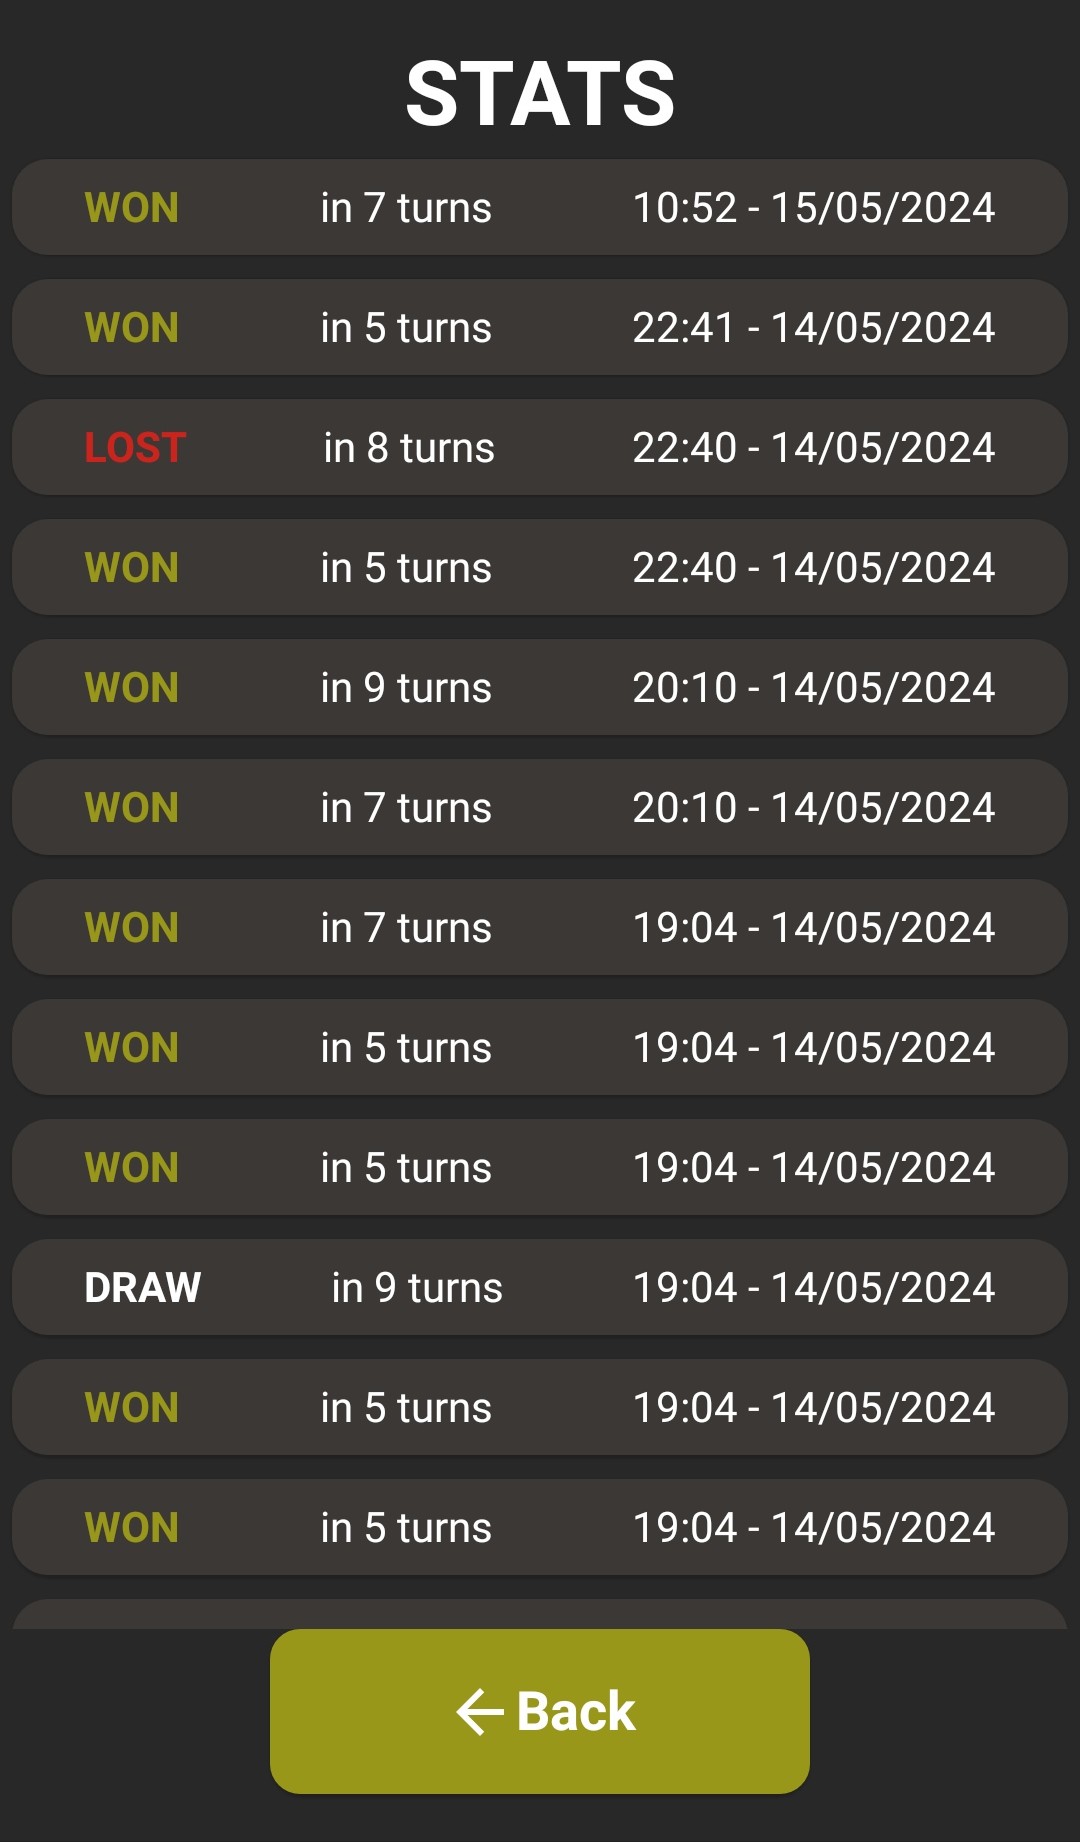 STATS
WON in 7 turns 10:52 - 15/05/2024
WON in 5 turns 22:41 - 14/05/2024
LOST in 8 turns 22:40 - 14/05/2024
WON in 5 turns 22:40 - 14/05/2024
WON in 9 turns 20:10 - 14/05/2024
WON in 7 turns 20:10 - 14/05/2024
WON in 7 turns 19:04 - 14/05/2024
WON in 5 turns 19:04 - 14/05/2024
WON in 5 turns 19:04 - 14/05/2024
DRAW in 9 turns 19:04 - 14/05/2024
WON in 5 turns 19:04 - 14/05/2024
WON in 5 turns 19:04 - 14/05/2024
Back